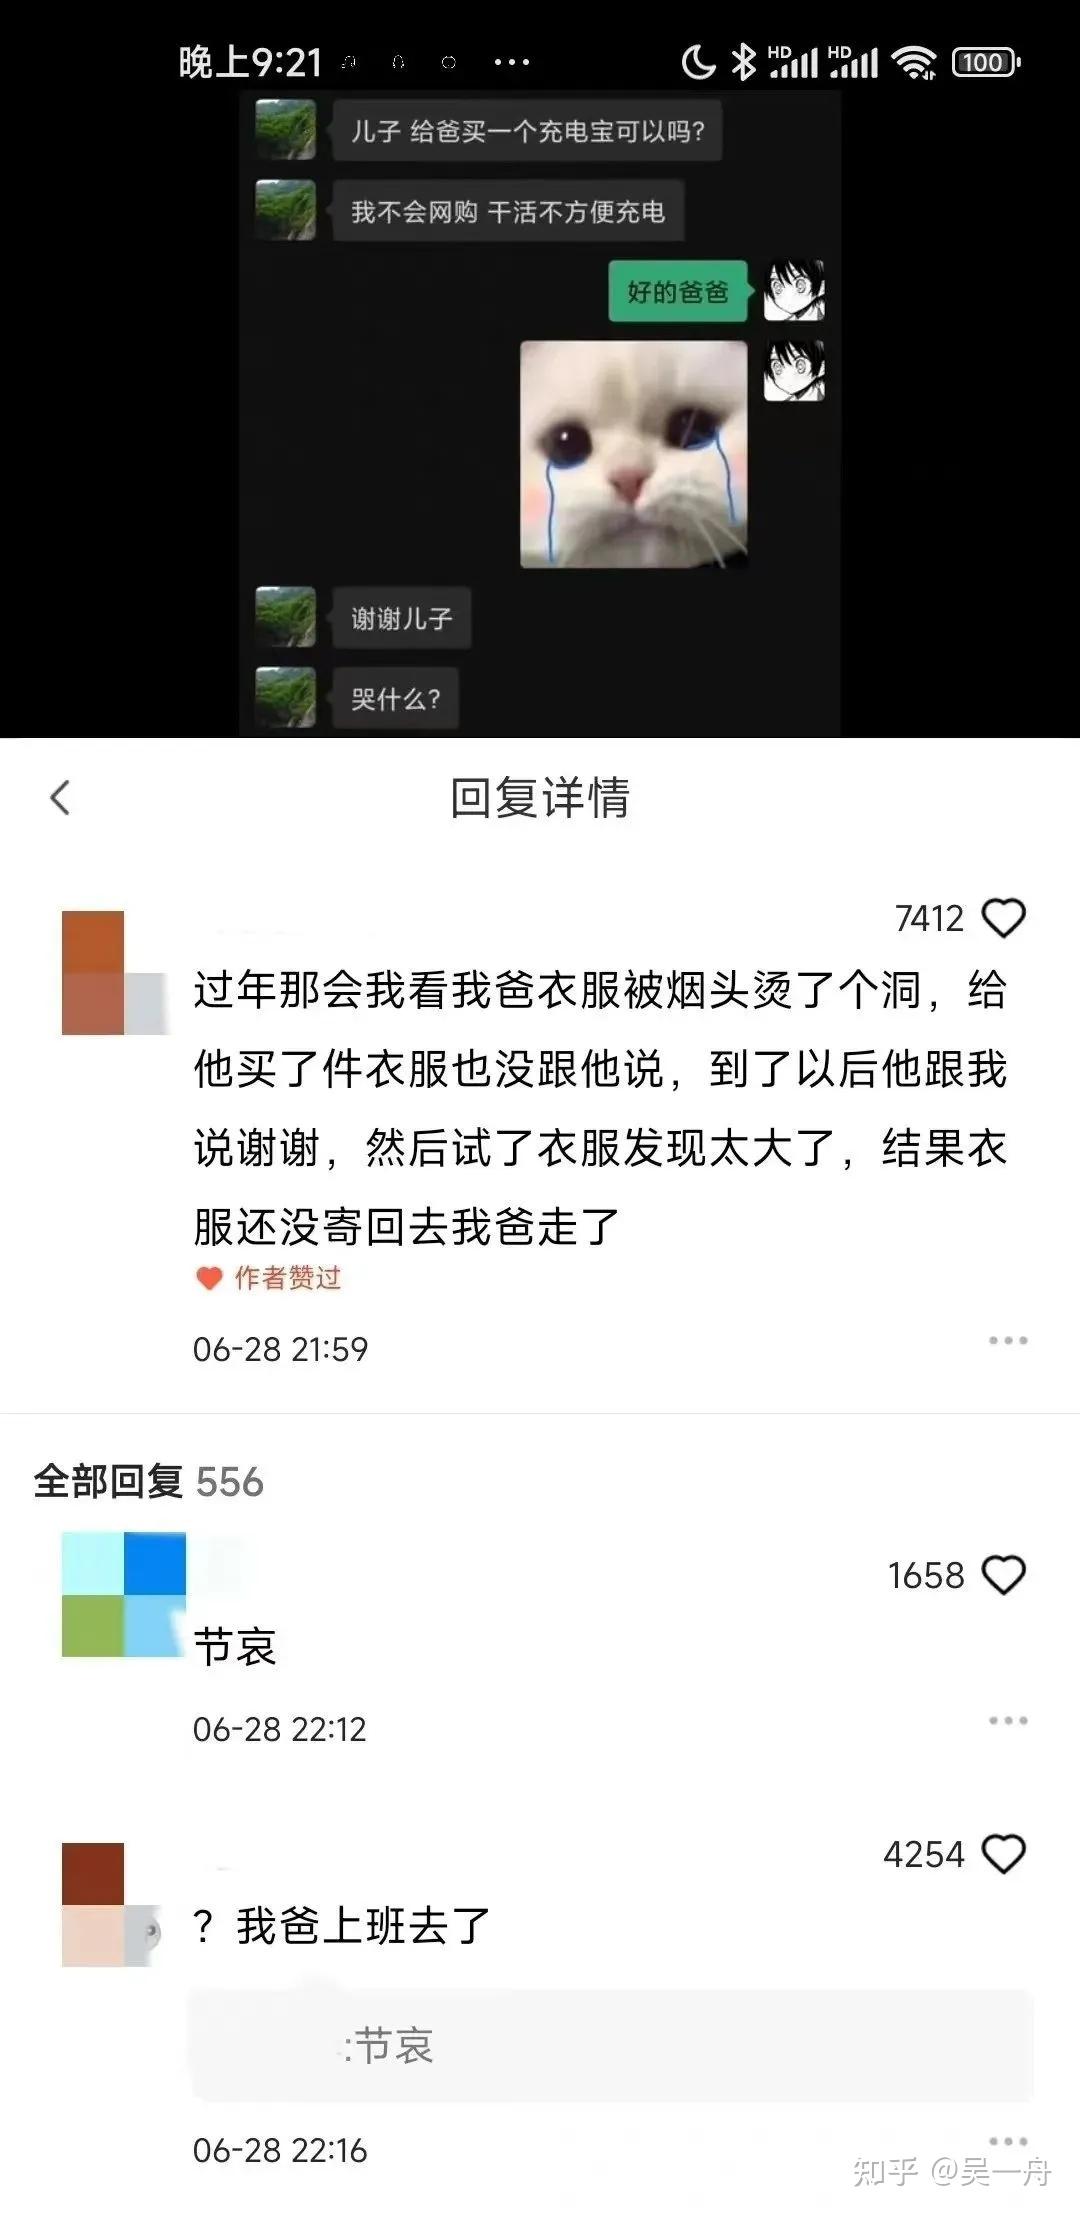 晚上9:21
HD
HD
100
儿子 给爸买一个充电宝可以吗?
我不会网购 干活不方便充电
好的爸爸
谢谢儿子
哭什么?
回复详情
7412
过年那会我看我爸衣服被烟头烫了个洞，给
他买了件衣服也没跟他说，到了以后他跟我
说谢谢，然后试了衣服发现太大了，结果衣
服还没寄回去我爸走了
作者赞过
06-28 21:59
全部回复 556
1658
节哀
06-28 22:12
4254
？我爸上班去了
:节哀
06-28 22:16
知乎 @吴一舟